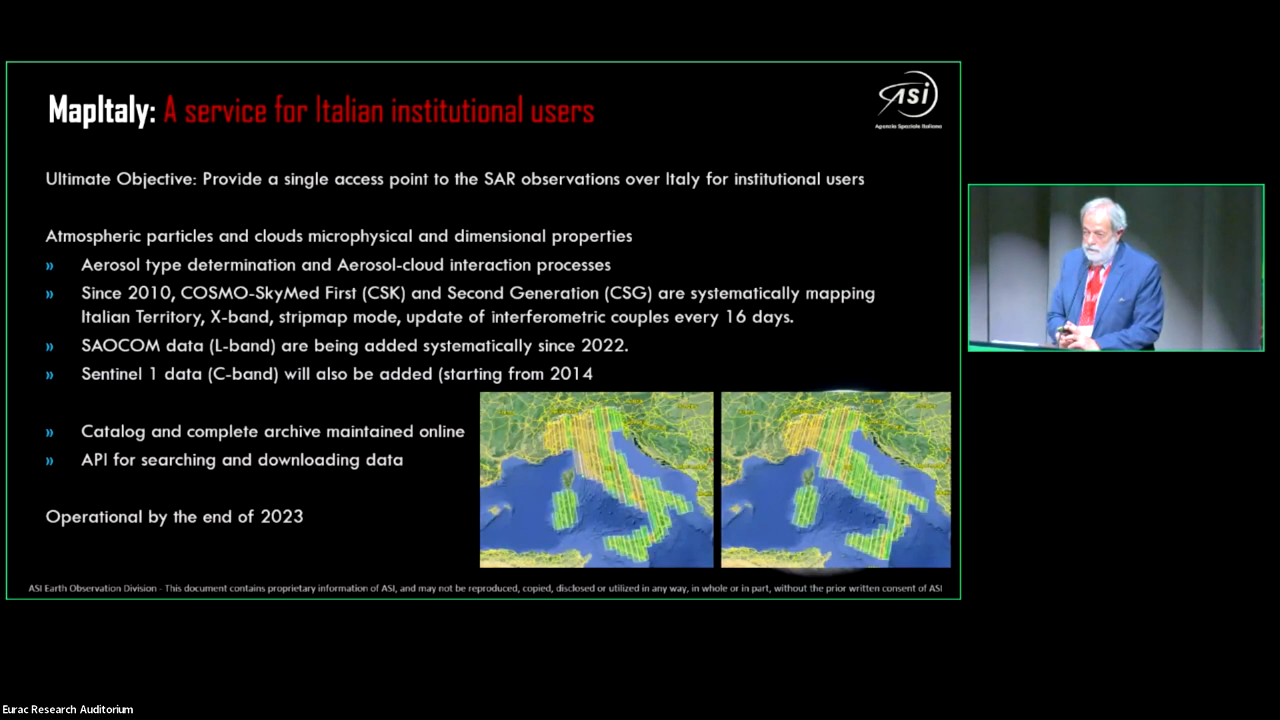 MapItaly: A service for Italian institutional users
ASI
Agenzia Spaziale Italiana
Ultimate Objective: Provide a single access point to the SAR observations over Italy for institutional users
Atmospheric particles and clouds microphysical and dimensional properties
» Aerosol type determination and Aerosol-cloud interaction processes
» Since 2010, COSMO-SkyMed First (CSK) and Second Generation (CSG) are systematically mapping
Italian Territory, X-band, stripmap mode, update of interferometric couples every 16 days.
» SAOCOM data (L-band) are being added systematically since 2022.
» Sentinel 1 data (C-band) will also be added (starting from 2014
» Catalog and complete archive maintained online
» API for searching and downloading data
Operational by the end of 2023
ASI Earth Observation Division - This document contains proprietary information of ASI, and may not be reproduced, copied, disclosed or utilized in any way, in whole or in part, without the prior written consent of ASI
Eurac Research Auditorium